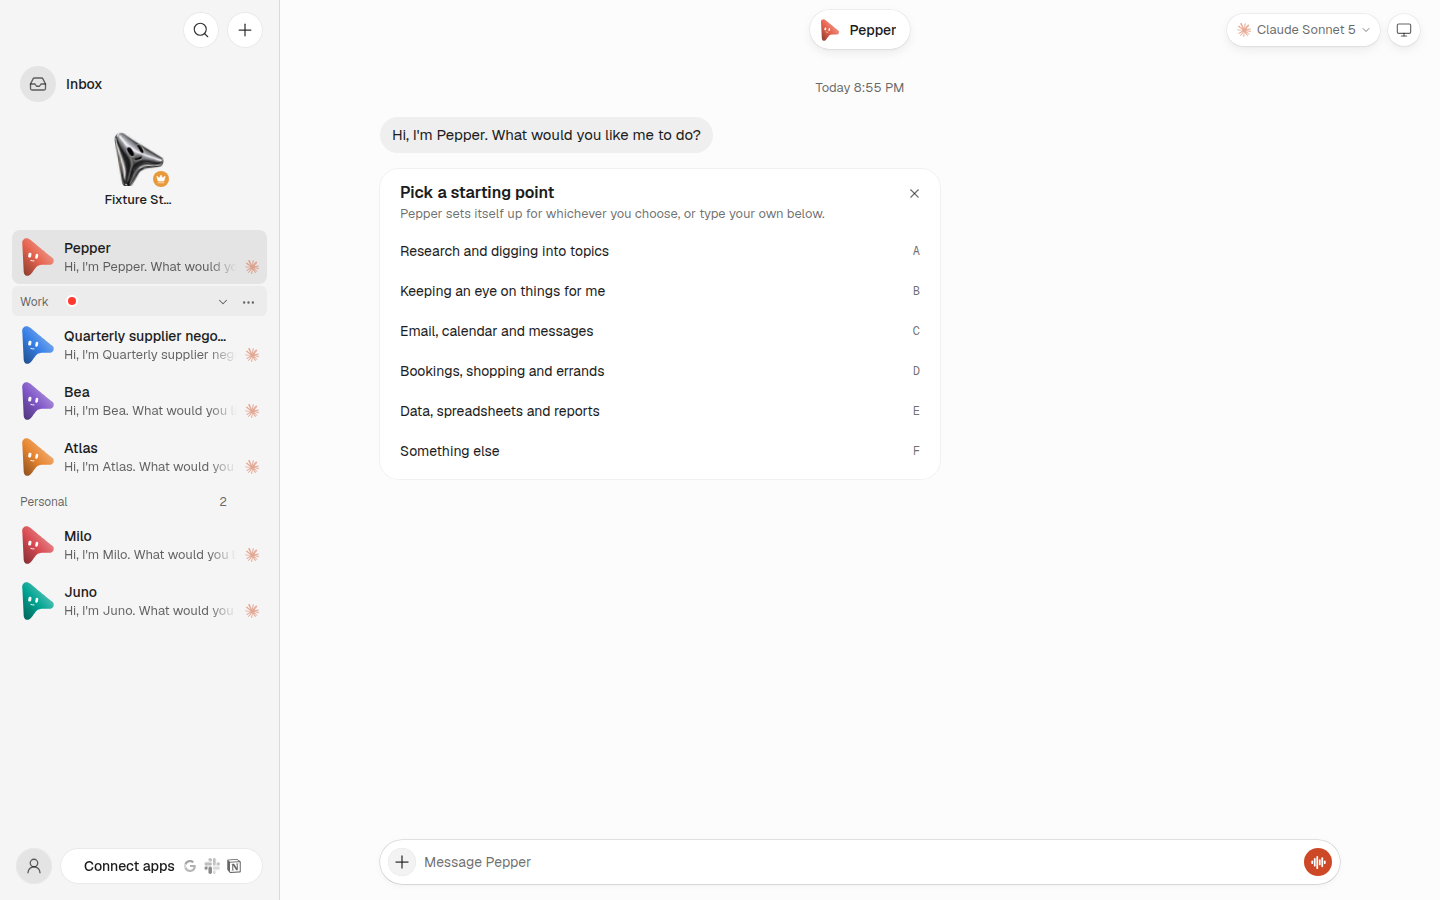 Pepper
Claude Sonnet 5
Inbox
Fixture St...
Pepper
Hi, I'm Pepper. What would yo
Work
Quarterly supplier nego...
Hi, I'm Quarterly supplier neg
Bea
Hi, I'm Bea. What would you
Atlas
Hi, I'm Atlas. What would you
Personal 2
Milo
Hi, I'm Milo. What would you
Juno
Hi, I'm Juno. What would you
Connect apps
Today 8:55 PM
Hi, I'm Pepper. What would you like me to do?
Pick a starting point
Pepper sets itself up for whichever you choose, or type your own below.
Research and digging into topics A
Keeping an eye on things for me B
Email, calendar and messages C
Bookings, shopping and errands D
Data, spreadsheets and reports E
Something else F
Message Pepper